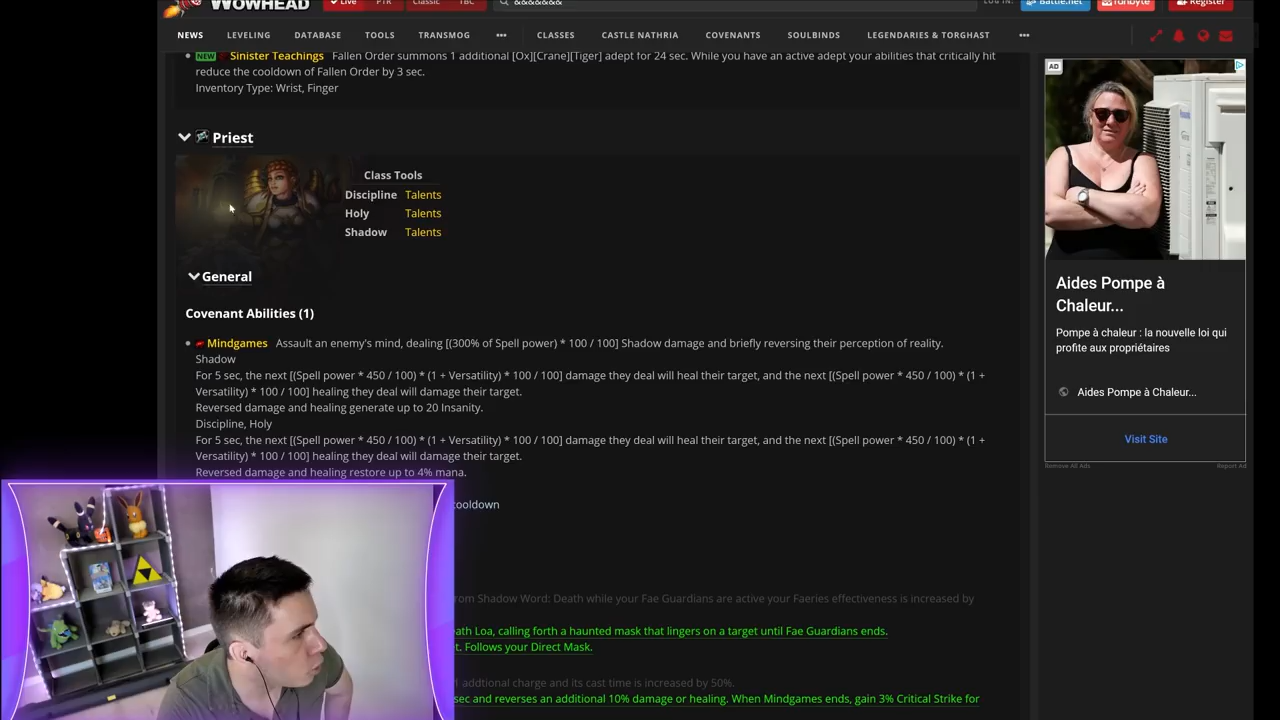 WOWHEAD
Live PTR Classic TBC
LOG IN: Battle.net Register
NEWS LEVELING DATABASE TOOLS TRANSMOG ••• CLASSES CASTLE NATHRIA COVENANTS SOULBINDS LEGENDARIES & TORGHAST •••
NEW Sinister Teachings Fallen Order summons 1 additional [Ox][Crane][Tiger] adept for 24 sec. While you have an active adept your abilities that critically hit
reduce the cooldown of Fallen Order by 3 sec.
Inventory Type: Wrist, Finger
Priest
Class Tools
Discipline Talents
Holy Talents
Shadow Talents
General
Covenant Abilities (1)
Mindgames Assault an enemy's mind, dealing [(300% of Spell power) * 100 / 100] Shadow damage and briefly reversing their perception of reality.
Shadow
For 5 sec, the next [(Spell power * 450 / 100) * (1 + Versatility) * 100 / 100] damage they deal will heal their target, and the next [(Spell power * 450 / 100) * (1 +
Versatility) * 100 / 100] healing they deal will damage their target.
Reversed damage and healing generate up to 20 Insanity.
Discipline, Holy
For 5 sec, the next [(Spell power * 450 / 100) * (1 + Versatility) * 100 / 100] damage they deal will heal their target, and the next [(Spell power * 450 / 100) * (1 +
Versatility) * 100 / 100] healing they deal will damage their target.
Reversed damage and healing restore up to 4% mana.
cooldown
from Shadow Word: Death while your Fae Guardians are active your Faeries effectiveness is increased by
eath Loa, calling forth a haunted mask that lingers on a target until Fae Guardians ends.
et. Follows your Direct Mask.
1 addtional charge and its cast time is increased by 50%.
sec and reverses an additional 10% damage or healing. When Mindgames ends, gain 3% Critical Strike for
AD
Aides Pompe à
Chaleur...
Pompe à chaleur : la nouvelle loi qui
profite aux propriétaires
Aides Pompe à Chaleur...
Visit Site
Remove All Ads Report Ad